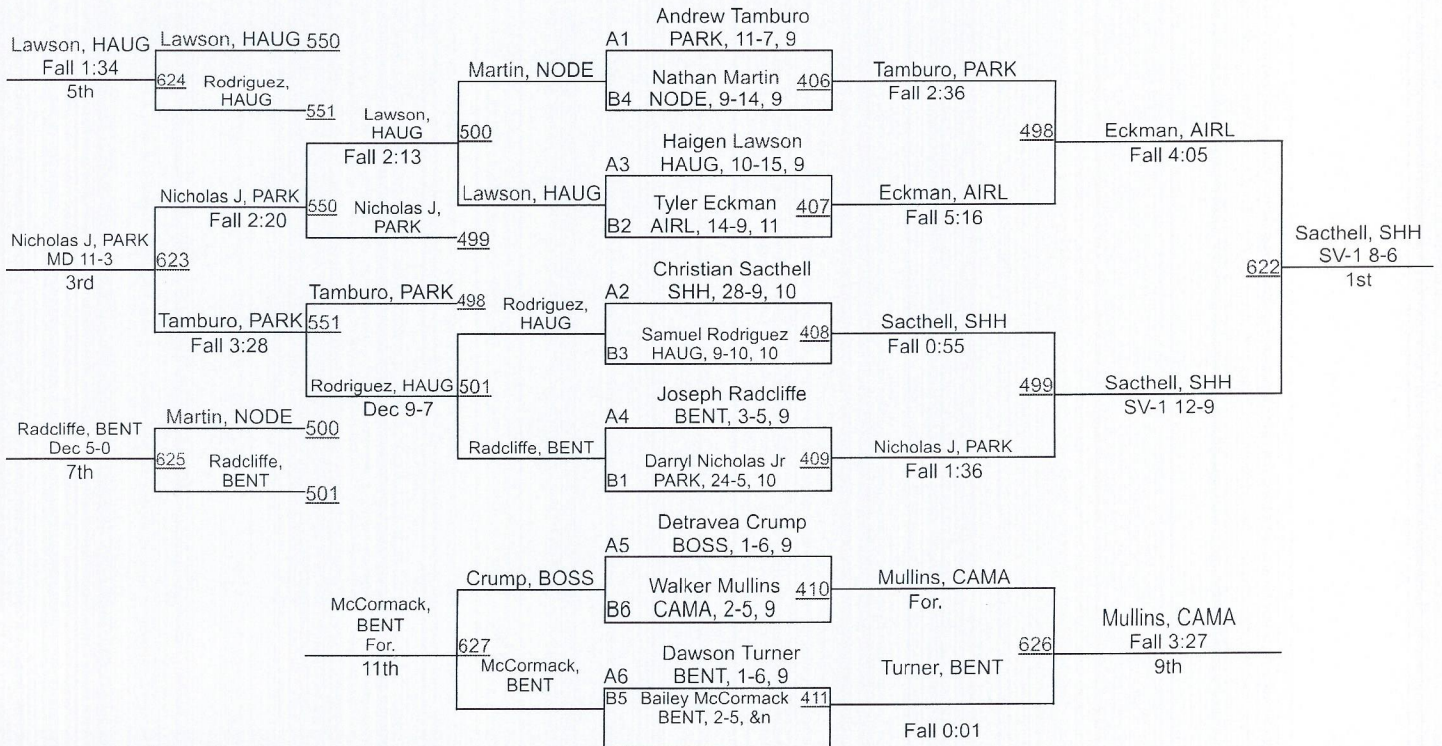 Lawson, HAUG
Fall 1:34
5th
Lawson, HAUG 550
624
Rodriguez,
HAUG
551
Nicholas J, PARK
MD 11-3
3rd
623
Nicholas J, PARK
Fall 2:20
550
Lawson,
HAUG
Fall 2:13
Nicholas J,
PARK
499
Tamburo, PARK
Fall 3:28
551
Tamburo, PARK
498
Rodriguez, HAUG
Dec 9-7
501
Radcliffe, BENT
Dec 5-0
7th
625
Martin, NODE
500
Radcliffe,
BENT
501
Martin, NODE
500
Lawson, HAUG
Rodriguez,
HAUG
Radcliffe, BENT
Andrew Tamburo
A1 PARK, 11-7, 9
Nathan Martin
B4 NODE, 9-14, 9
406
Haigen Lawson
A3 HAUG, 10-15, 9
Tyler Eckman
B2 AIRL, 14-9, 11
407
Christian Sacthell
A2 SHH, 28-9, 10
Samuel Rodriguez
B3 HAUG, 9-10, 10
408
Joseph Radcliffe
A4 BENT, 3-5, 9
Darryl Nicholas Jr
B1 PARK, 24-5, 10
409
Tamburo, PARK
Fall 2:36
498
Eckman, AIRL
Fall 5:16
Sacthell, SHH
Fall 0:55
499
Nicholas J, PARK
Fall 1:36
Eckman, AIRL
Fall 4:05
Sacthell, SHH
SV-1 12-9
622
Sacthell, SHH
SV-1 8-6
1st
McCormack,
BENT
For.
11th
627
Crump, BOSS
McCormack,
BENT
Detravea Crump
A5 BOSS, 1-6, 9
Walker Mullins
B6 CAMA, 2-5, 9
410
Dawson Turner
A6 BENT, 1-6, 9
B5 Bailey McCormack
BENT, 2-5, &n
411
Mullins, CAMA
For.
626
Turner, BENT
Fall 0:01
Mullins, CAMA
Fall 3:27
9th